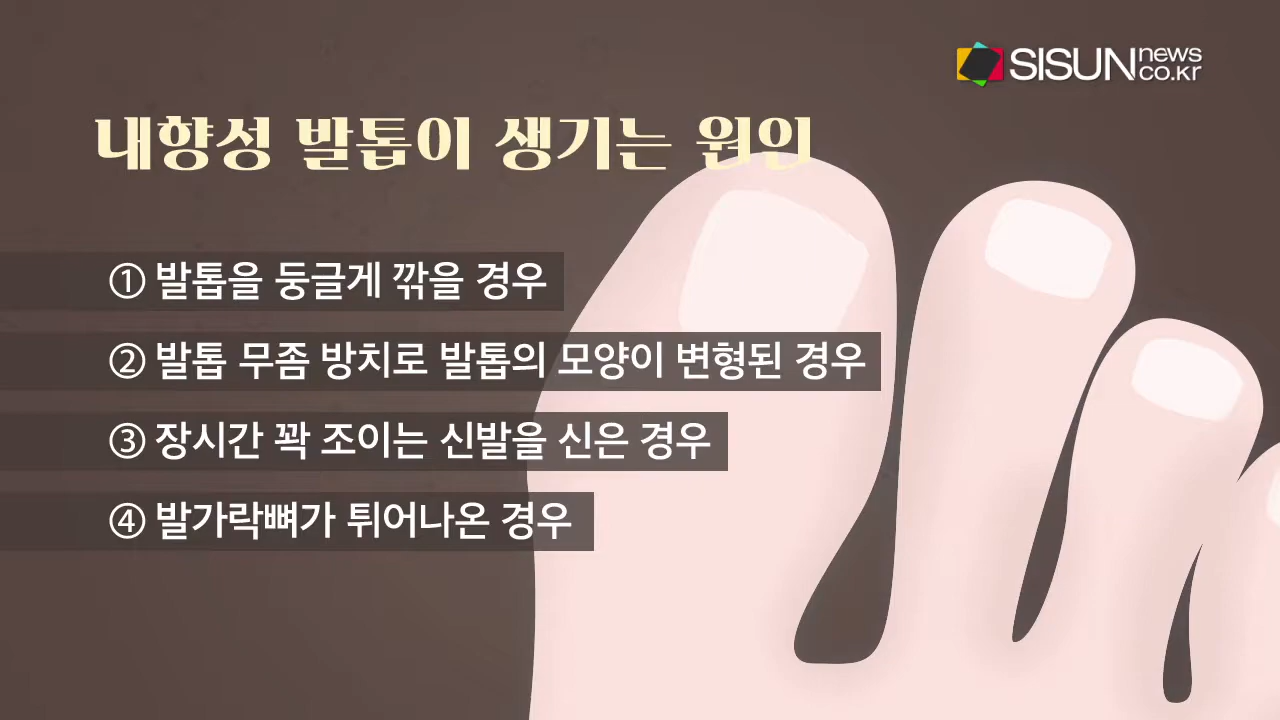 SISUN news
co.kr
내향성 발톱이 생기는 원인
① 발톱을 둥글게 깎을 경우
② 발톱 무좀 방치로 발톱의 모양이 변형된 경우
③ 장시간 꽉 조이는 신발을 신은 경우
④ 발가락뼈가 튀어나온 경우